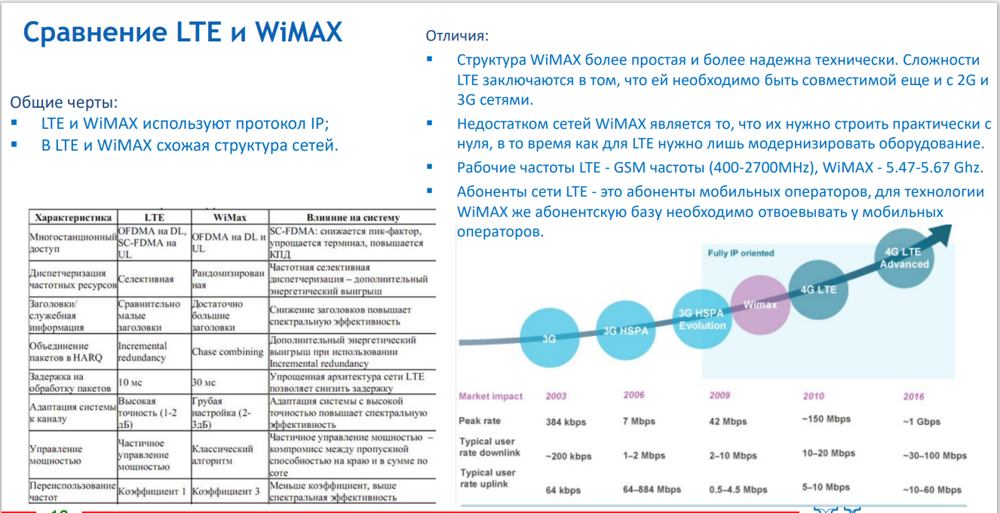 Сравнение LTE и WiMAX
Общие черты:
▪ LTE и WiMAX используют протокол IP;
▪ В LTE и WiMAX схожая структура сетей.
Отличия:
▪ Структура WiMAX более простая и более надежна технически. Сложности
LTE заключаются в том, что ей необходимо быть совместимой еще и с 2G и
3G сетями.
▪ Недостатком сетей WiMAX является то, что их нужно строить практически с
нуля, в то время как для LTE нужно лишь модернизировать оборудование.
▪ Рабочие частоты LTE - GSM частоты (400-2700MHz), WiMAX - 5.47-5.67 Ghz.
▪ Абоненты сети LTE - это абоненты мобильных операторов, для технологии
WiMAX же абонентскую базу необходимо отвоевывать у мобильных
операторов.
Характеристика LTE WiMax Влияние на систему
Многостанционный OFDMA на DL, OFDMA на DL и SC-FDMA: снижается пик-фактор,
доступ SC-FDMA на UL упрощается терминал, повышается
UL КПД
Диспетчеризация Селективная Рандомизирован Частотная селективная
частотных ресурсов ная диспетчеризация – дополнительный
энергетический выигрыш
Заголовки/ Сравнительно Достаточно Снижение заголовков повышает
служебная малые большие спектральную эффективность
информация заголовки заголовки
Объединение Incremental Chase combining Дополнительный энергетический
пакетов в HARQ redundancy выигрыш при использовании
Incremental redundancy
Задержка на 10 мс 30 мс Упрощенная архитектура сети LTE
обработку пакетов позволяет снизить задержку
Адаптация системы Высокая Грубая Адаптация системы с высокой
к каналу точность (1-2 настройка (2- точностью повышает спектральную
дБ) 3дБ) эффективность
Управление Частичное Классический Частичное управление мощностью –
мощностью управление алгоритм компромисс между пропускной
мощностью способностью на краю и в сумме по
соте
Переиспользование Коэффициент 1 Коэффициент 3 Меньше коэффициент, выше
частот спектральная эффективность
Fully IP oriented
3G
3G HSPA
3G HSPA
Evolution
Wimax
4G LTE
4G LTE
Advanced
Market impact 2003 2006 2009 2010 2016
Peak rate 384 kbps 7 Mbps 42 Mbps ~150 Mbps ~1 Gbps
Typical user
rate downlink ~200 kbps 1–2 Mbps 2–10 Mbps 10–20 Mbps ~30–100 Mbps
Typical user
rate uplink 64 kbps 64–884 Mbps 0.5–4.5 Mbps 5–10 Mbps ~10–60 Mbps